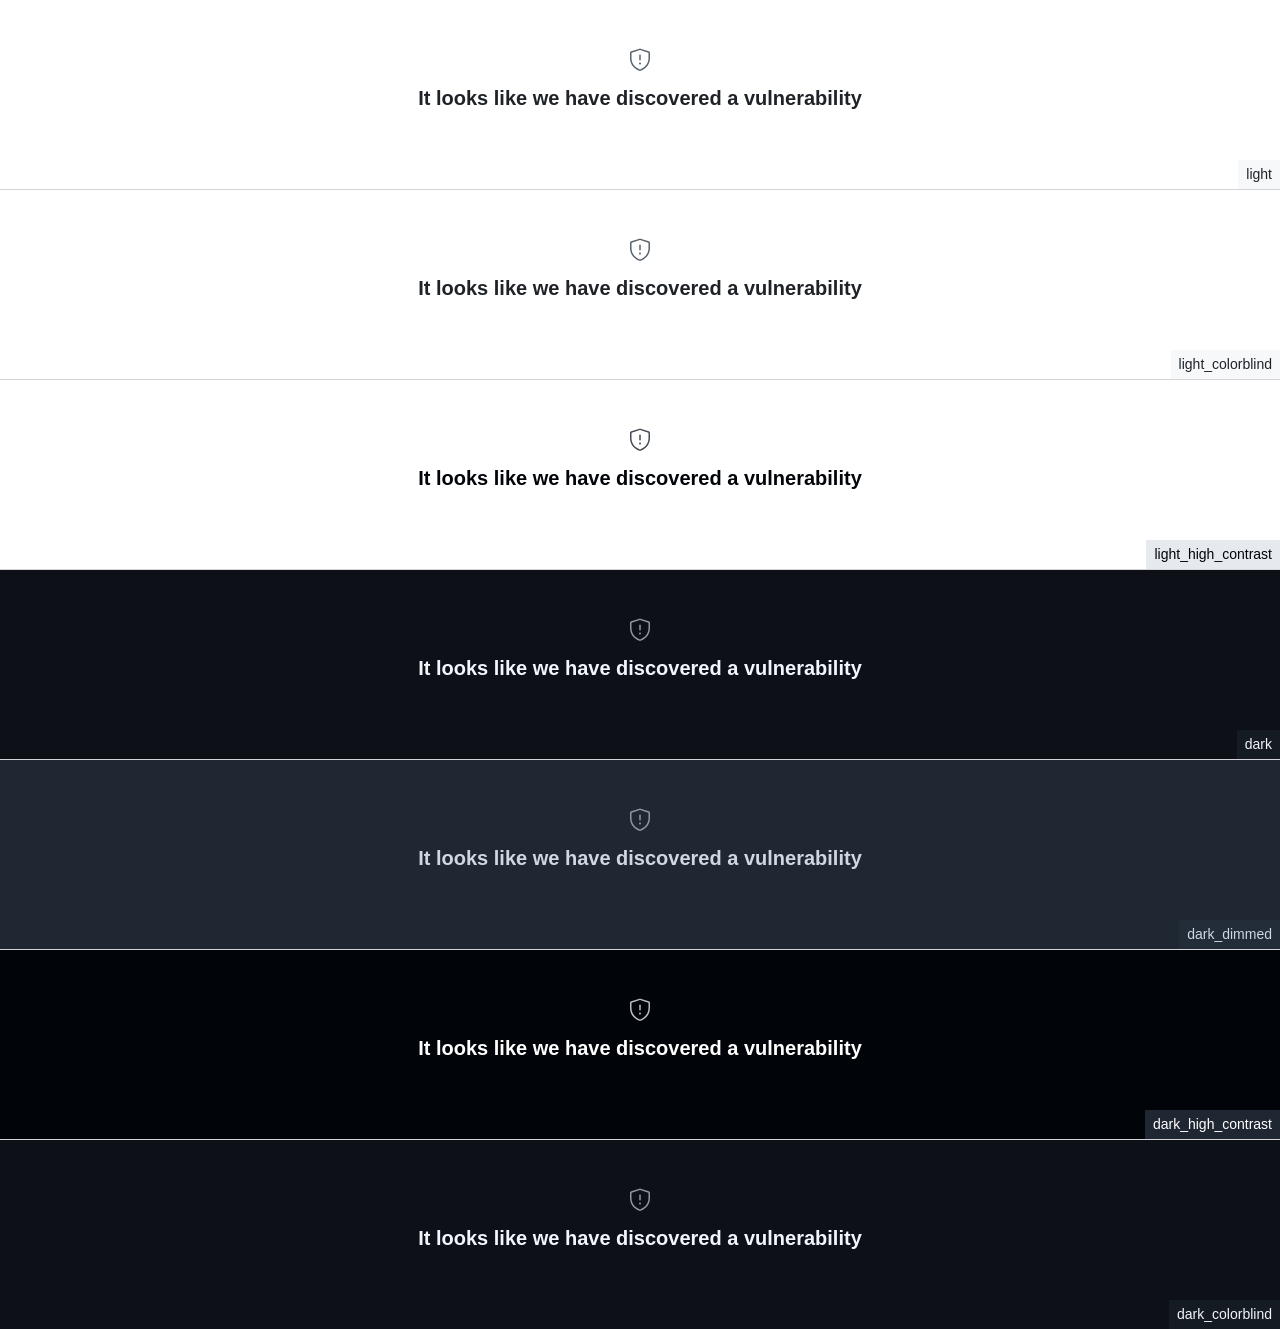 It looks like we have discovered a vulnerability
light
It looks like we have discovered a vulnerability
light_colorblind
It looks like we have discovered a vulnerability
light_high_contrast
It looks like we have discovered a vulnerability
dark
It looks like we have discovered a vulnerability
dark_dimmed
It looks like we have discovered a vulnerability
dark_high_contrast
It looks like we have discovered a vulnerability
dark_colorblind